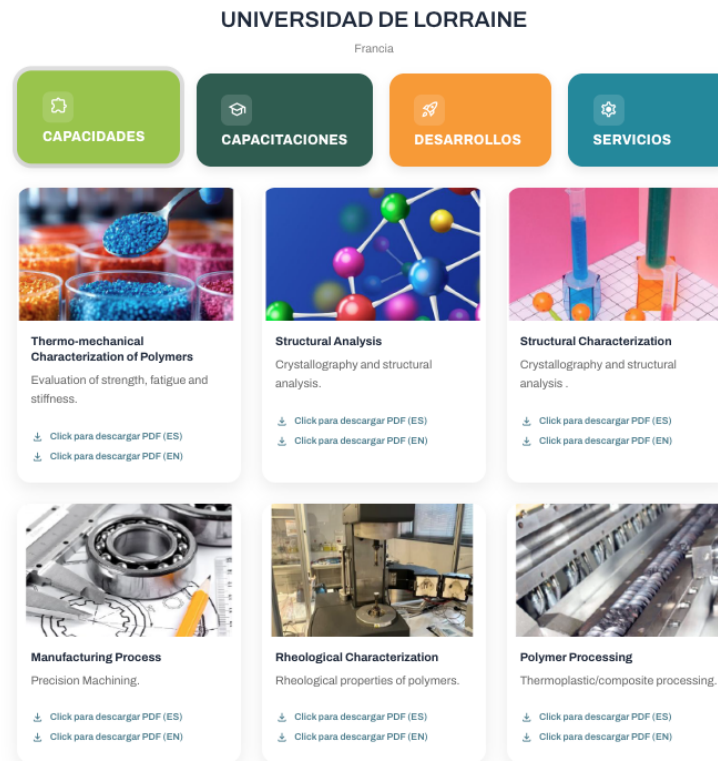 UNIVERSIDAD DE LORRAINE
Francia
CAPACIDADES
CAPACITACIONES
DESARROLLOS
SERVICIOS
Thermo-mechanical
Characterization of Polymers
Evaluation of strength, fatigue and
stiffness.
Click para descargar PDF (ES)
Click para descargar PDF (EN)
Structural Analysis
Crystallography and structural
analysis.
Click para descargar PDF (ES)
Click para descargar PDF (EN)
Structural Characterization
Crystallography and structural
analysis .
Click para descargar PDF (ES)
Click para descargar PDF (EN)
Manufacturing Process
Precision Machining.
Click para descargar PDF (ES)
Click para descargar PDF (EN)
Rheological Characterization
Rheological properties of polymers.
Click para descargar PDF (ES)
Click para descargar PDF (EN)
Polymer Processing
Thermoplastic/composite processing.
Click para descargar PDF (ES)
Click para descargar PDF (EN)